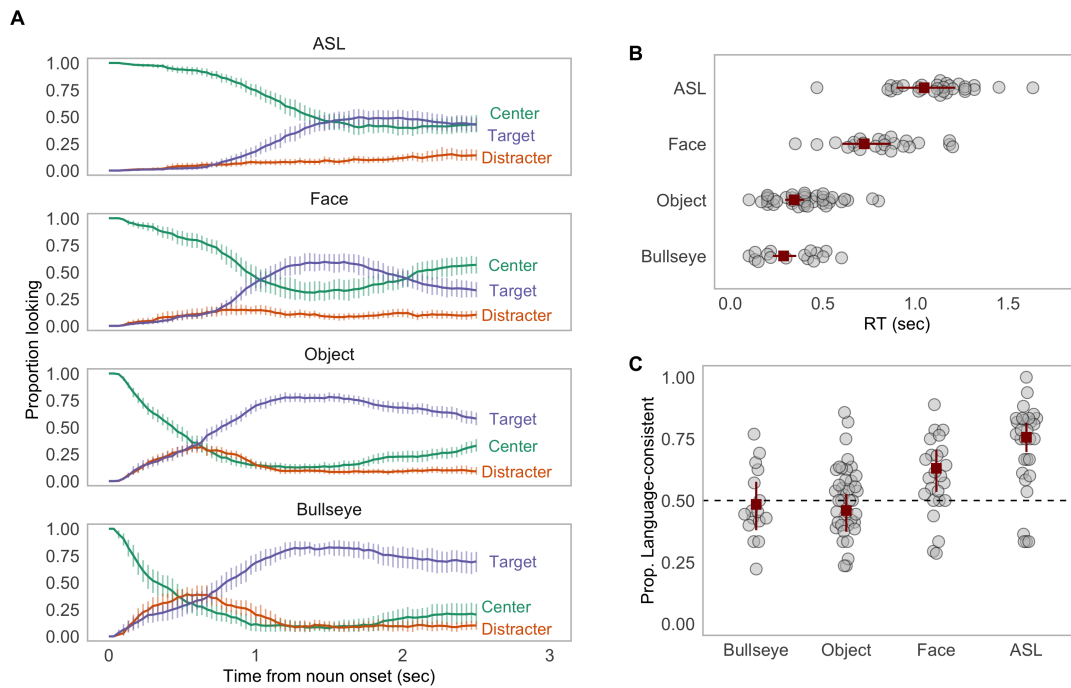 A
ASL
1.00
0.75
0.50
0.25
0.00
Center
Target
Distracter
Face
1.00
0.75
0.50
0.25
0.00
Center
Target
Distracter
Object
1.00
0.75
0.50
0.25
0.00
Target
Center
Distracter
Bullseye
1.00
0.75
0.50
0.25
0.00
Target
Center
Distracter
0 1 2 3
Time from noun onset (sec)
Proportion looking
B
ASL
Face
Object
Bullseye
0.0 0.5 1.0 1.5
RT (sec)
C
1.00
0.75
0.50
0.25
0.00
Prop. Language-consistent
Bullseye Object Face ASL